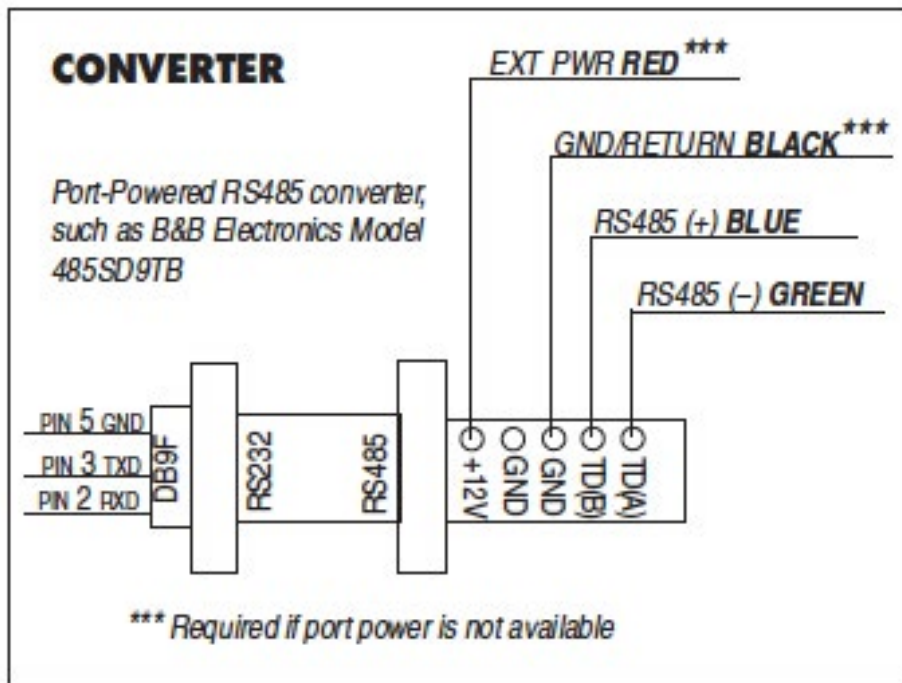 CONVERTER
EXT PWR RED***
GND/RETURN BLACK***
Port-Powered RS485 converter,
such as B&B Electronics Model
485SD9TB
RS485 (+) BLUE
RS485 (–) GREEN
PIN 5 GND
PIN 3 TXD
PIN 2 RXD
DB9F
RS232
RS485
+12V
GND
GND
TD(B)
TD(A)
*** Required if port power is not available